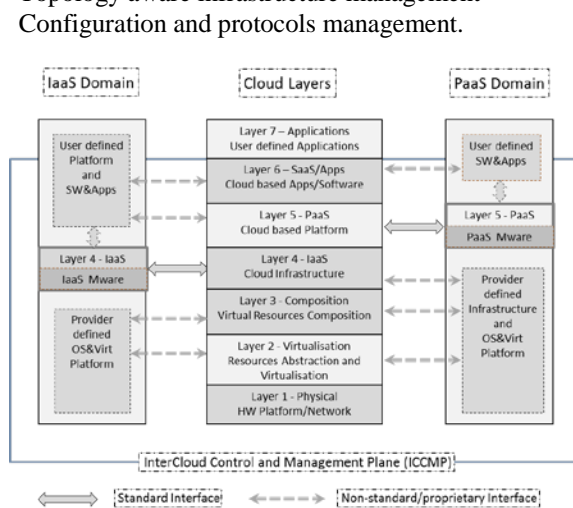 Configuration and protocols management.
IaaS Domain
Cloud Layers
PaaS Domain
User defined
Platform
and
SW&Apps
Layer 4 - IaaS
IaaS Mware
Provider
defined
OS&Virt
Platform
Layer 7 – Applications
User defined Applications
Layer 6 – SaaS/Apps
Cloud based Apps/Software
Layer 5 - PaaS
Cloud based Platform
Layer 4 - IaaS
Cloud Infrastructure
Layer 3 - Composition
Virtual Resources Composition
Layer 2 - Virtualisation
Resources Abstraction and
Virtualisation
Layer 1 - Physical
HW Platform/Network
User defined
SW&Apps
Layer 5 - PaaS
PaaS Mware
Provider
defined
Infrastructure
and
OS&Virt
Platform
InterCloud Control and Management Plane (ICCMP)
Standard Interface
Non-standard/proprietary Interface